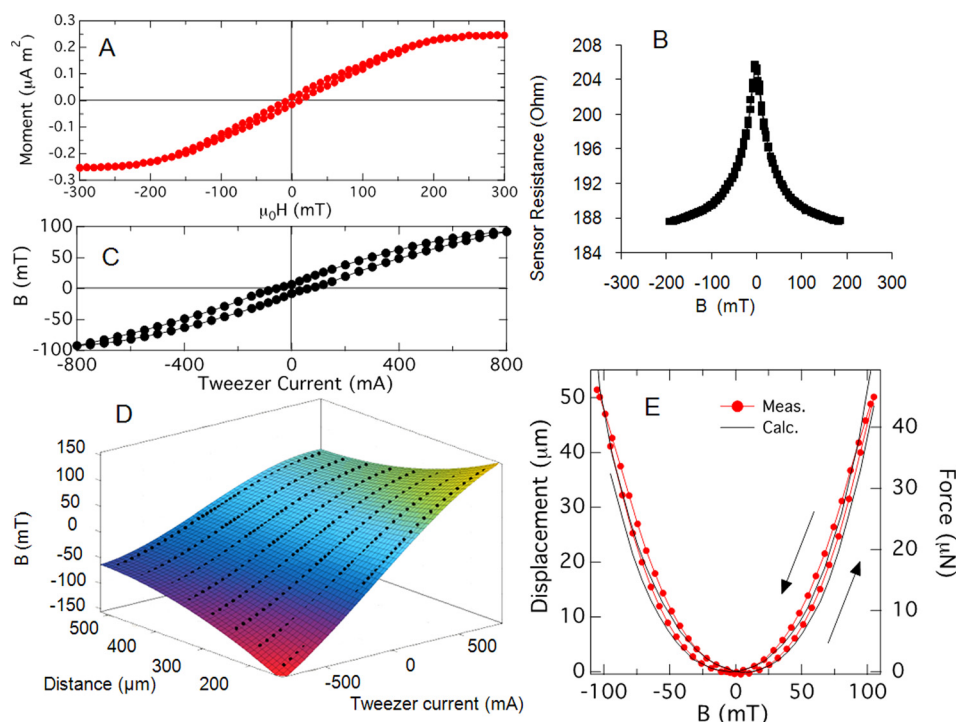 A
Moment (μA m²)
0.3
0.2
0.0
-0.2
-0.3
-300 -200 -100 0 100 200 300
μ₀H (mT)
B
Sensor Resistance (Ohm)
208
204
200
196
192
188
184
-300 -200 -100 0 100 200 300
B (mT)
C
B (mT)
100
50
0
-50
-100
-800 -400 0 400 800
Tweezer Current (mA)
D
B (mT)
150
100
50
0
-50
-100
-150
500 400 300 200
Distance (μm)
-500 0 500
Tweezer current (mA)
E
Meas.
Calc.
Displacement (μm)
50
40
30
20
10
0
Force (μN)
40
30
20
10
0
-100 -50 0 50 100
B (mT)